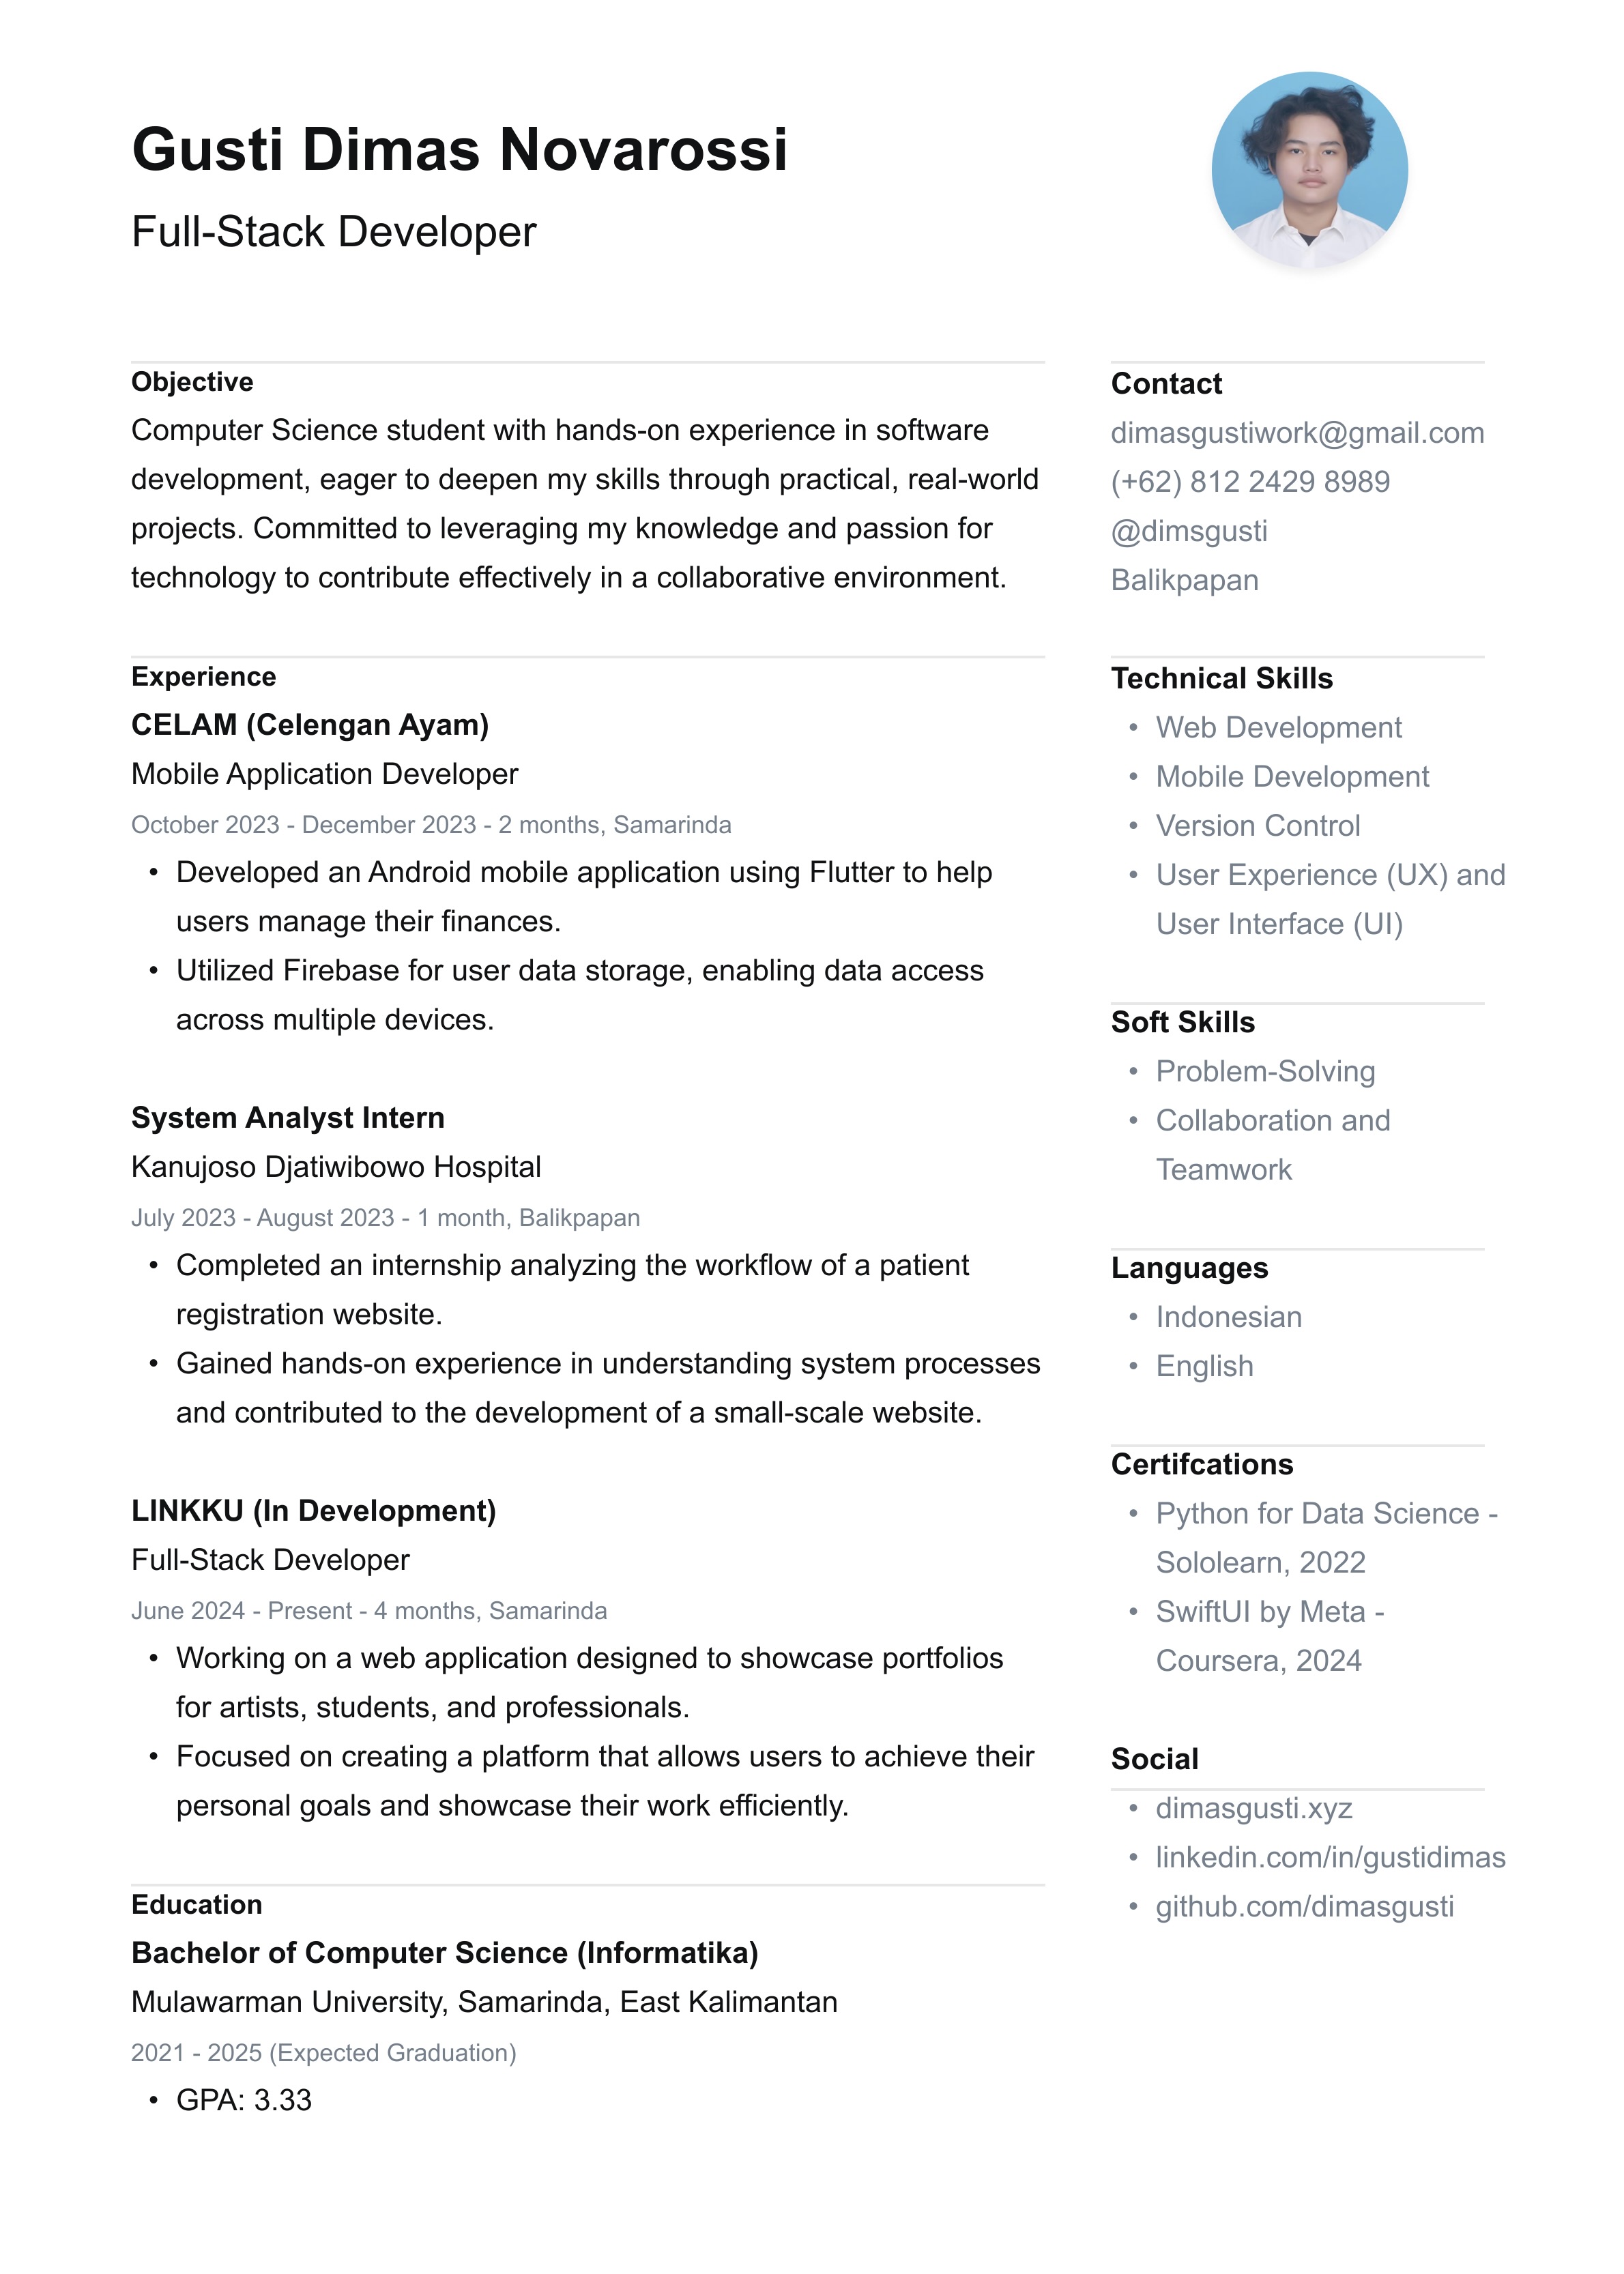 Gusti Dimas Novarossi
Full-Stack Developer
Objective
Computer Science student with hands-on experience in software
development, eager to deepen my skills through practical, real-world
projects. Committed to leveraging my knowledge and passion for
technology to contribute effectively in a collaborative environment.
Experience
CELAM (Celengan Ayam)
Mobile Application Developer
October 2023 - December 2023 - 2 months, Samarinda
• Developed an Android mobile application using Flutter to help
users manage their finances.
• Utilized Firebase for user data storage, enabling data access
across multiple devices.
System Analyst Intern
Kanujoso Djatiwibowo Hospital
July 2023 - August 2023 - 1 month, Balikpapan
• Completed an internship analyzing the workflow of a patient
registration website.
• Gained hands-on experience in understanding system processes
and contributed to the development of a small-scale website.
LINKKU (In Development)
Full-Stack Developer
June 2024 - Present - 4 months, Samarinda
• Working on a web application designed to showcase portfolios
for artists, students, and professionals.
• Focused on creating a platform that allows users to achieve their
personal goals and showcase their work efficiently.
Education
Bachelor of Computer Science (Informatika)
Mulawarman University, Samarinda, East Kalimantan
2021 - 2025 (Expected Graduation)
• GPA: 3.33
Contact
dimasgustiwork@gmail.com
(+62) 812 2429 8989
@dimsgusti
Balikpapan
Technical Skills
• Web Development
• Mobile Development
• Version Control
• User Experience (UX) and
User Interface (UI)
Soft Skills
• Problem-Solving
• Collaboration and
Teamwork
Languages
• Indonesian
• English
Certifcations
• Python for Data Science -
Sololearn, 2022
• SwiftUI by Meta -
Coursera, 2024
Social
• dimasgusti.xyz
• linkedin.com/in/gustidimas
• github.com/dimasgusti